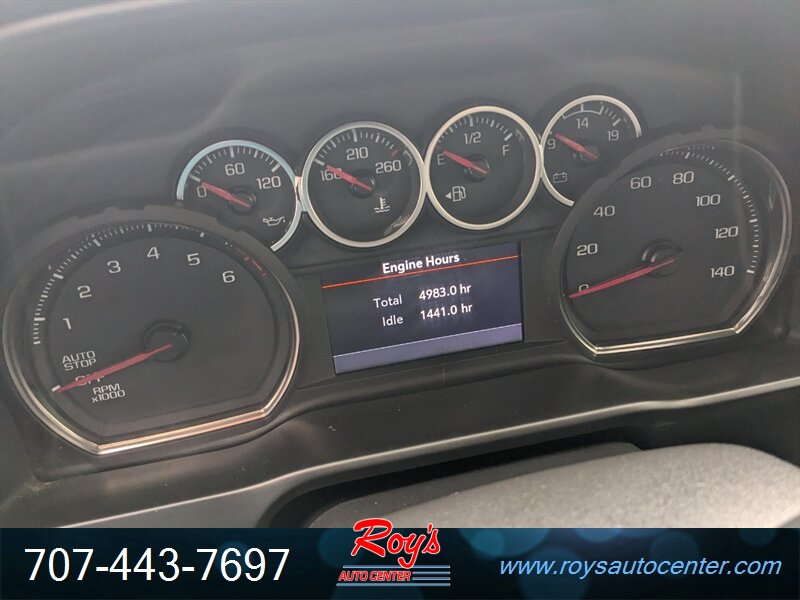 0 60 120
160 210 260
E 1/2 F
9 14 19
1 2 3 4 5 6
AUTO
STOP
OFF
RPM
x1000
Engine Hours
Total 4983.0 hr
Idle 1441.0 hr
0 20 40 60 80 100 120 140
707-443-7697
Roy's
AUTO CENTER
www.roysautocenter.com